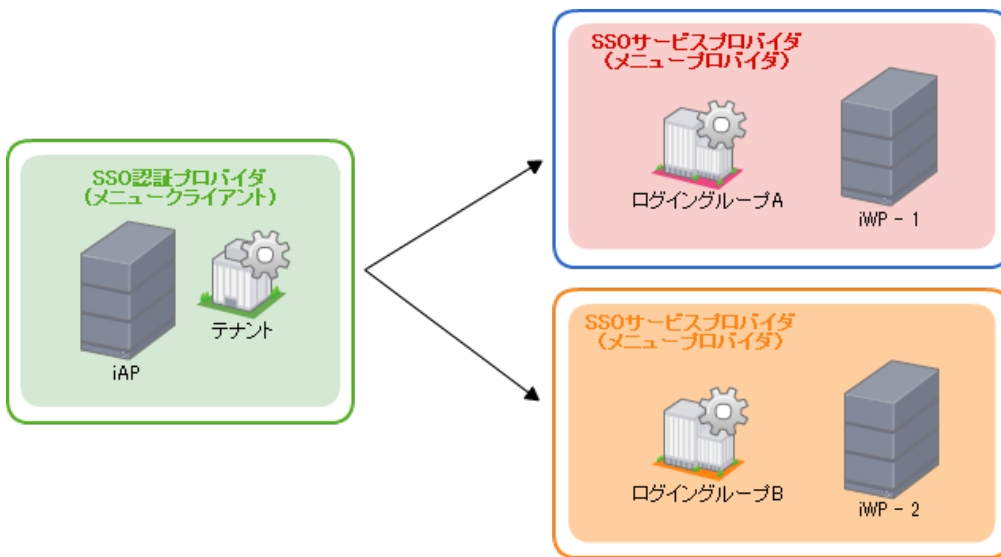 SSO認証プロバイダ
(メニュークライアント)
iAP
テナント
SSOサービスプロバイダ
(メニュープロバイダ)
ログイングループA
iWP - 1
SSOサービスプロバイダ
(メニュープロバイダ)
ログイングループB
iWP - 2